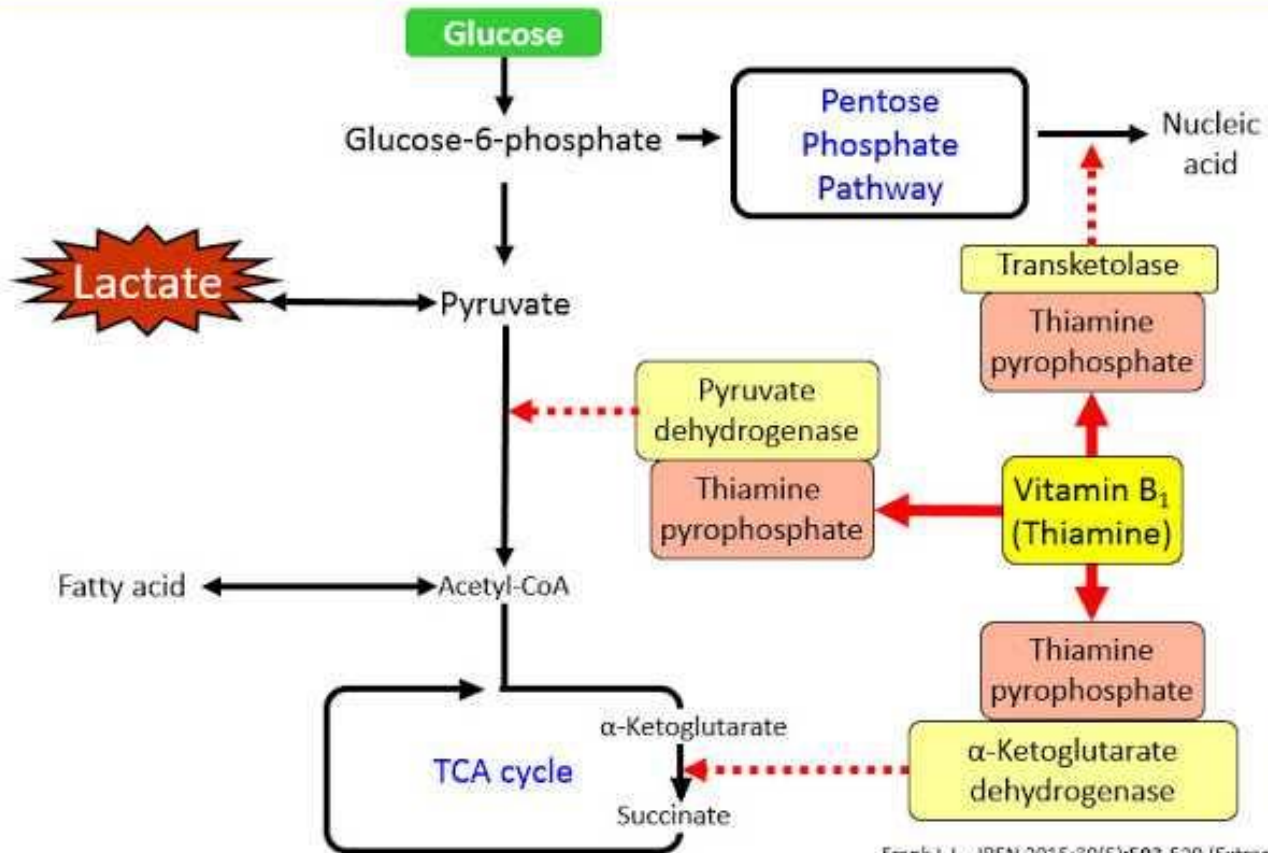 Glucose
Glucose-6-phosphate
Pentose
Phosphate
Pathway
Nucleic
acid
Lactate
Pyruvate
Transketolase
Thiamine
pyrophosphate
Pyruvate
dehydrogenase
Thiamine
pyrophosphate
Vitamin B₁
(Thiamine)
Fatty acid
Acetyl-CoA
Thiamine
pyrophosphate
α-Ketoglutarate
TCA cycle
α-Ketoglutarate
dehydrogenase
Succinate